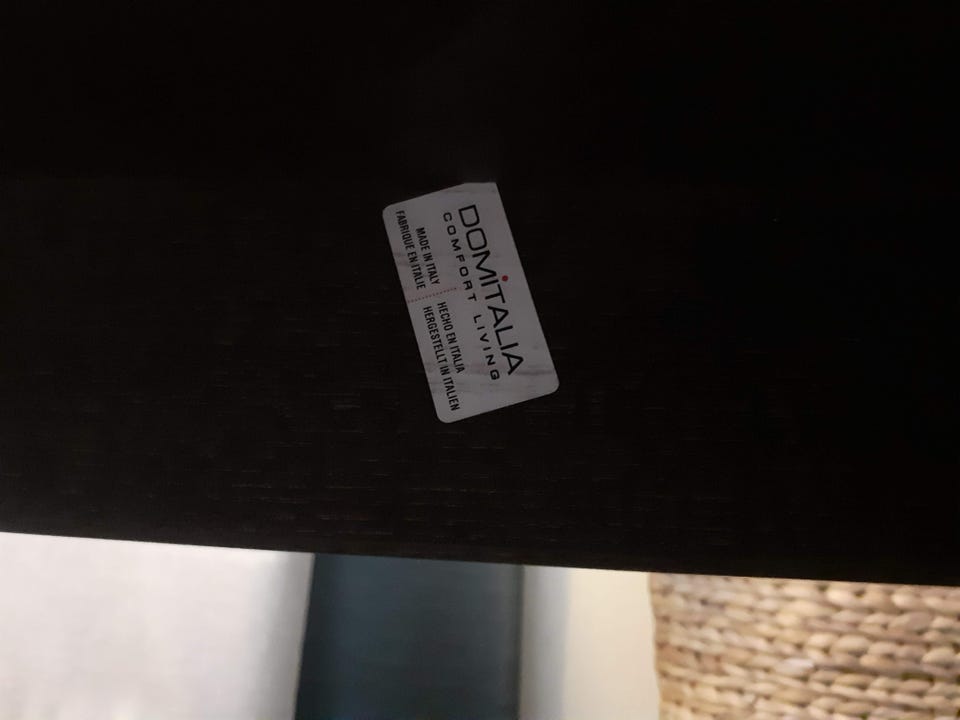 DOMITALIA
COMFORT LIVING
MADE IN ITALY
FABRIQUE EN ITALIE
HECHO EN ITALIA
HERGESTELLT IN ITALIEN